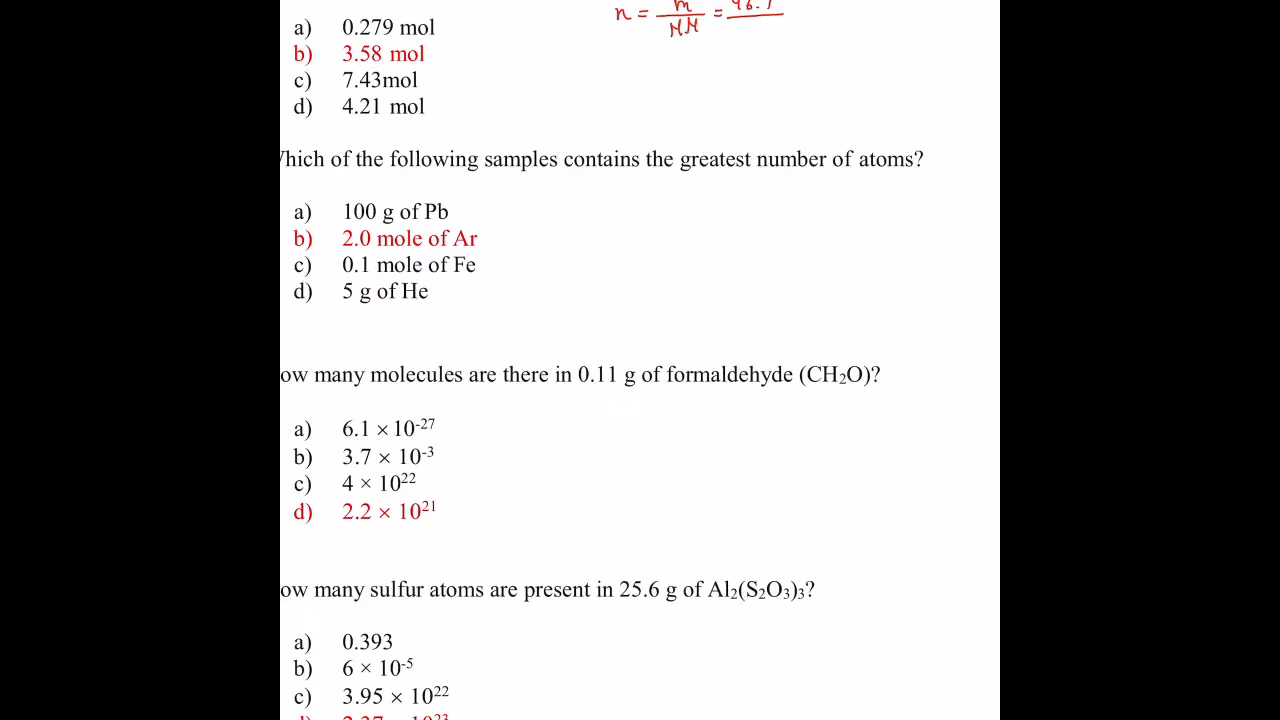 n = m/MM =
a) 0.279 mol
b) 3.58 mol
c) 7.43mol
d) 4.21 mol
hich of the following samples contains the greatest number of atoms?
a) 100 g of Pb
b) 2.0 mole of Ar
c) 0.1 mole of Fe
d) 5 g of He
ow many molecules are there in 0.11 g of formaldehyde (CH₂O)?
a) 6.1 × 10⁻²⁷
b) 3.7 × 10⁻³
c) 4 × 10²²
d) 2.2 × 10²¹
ow many sulfur atoms are present in 25.6 g of Al₂(S₂O₃)₃?
a) 0.393
b) 6 × 10⁻⁵
c) 3.95 × 10²²
d) 2.37 × 10²³